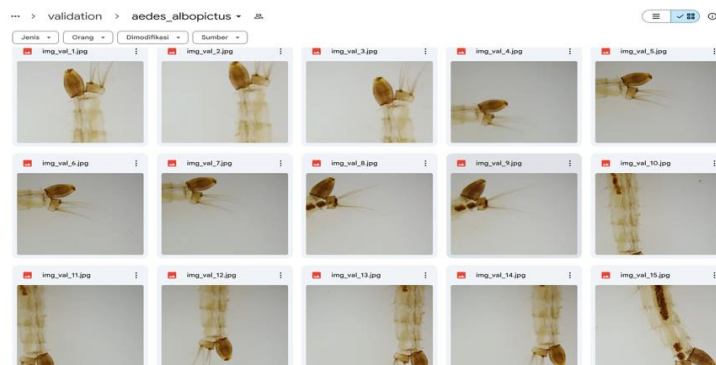 ... > validation > aedes_albopictus
Jenis Orang Dimodifikasi Sumber
img_val_1.jpg img_val_2.jpg img_val_3.jpg img_val_4.jpg img_val_5.jpg
img_val_6.jpg img_val_7.jpg img_val_8.jpg img_val_9.jpg img_val_10.jpg
img_val_11.jpg img_val_12.jpg img_val_13.jpg img_val_14.jpg img_val_15.jpg